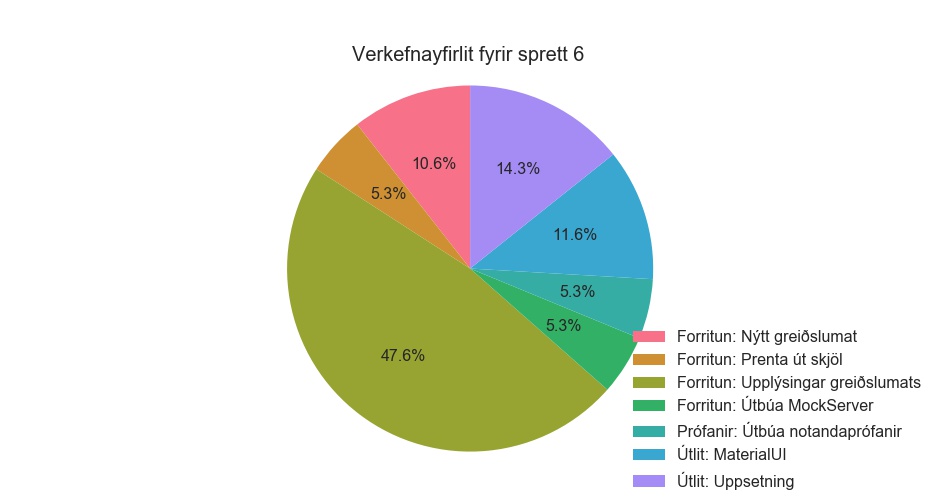 Verkefnayfirlit fyrir sprett 6
10.6%
14.3%
5.3%
11.6%
5.3%
5.3%
47.6%
Forritun: Nýtt greiðslumat
Forritun: Prenta út skjöl
Forritun: Upplýsingar greiðslumats
Forritun: Útbúa MockServer
Prófanir: Útbúa notandaprófanir
Útlit: MaterialUI
Útlit: Uppsetning